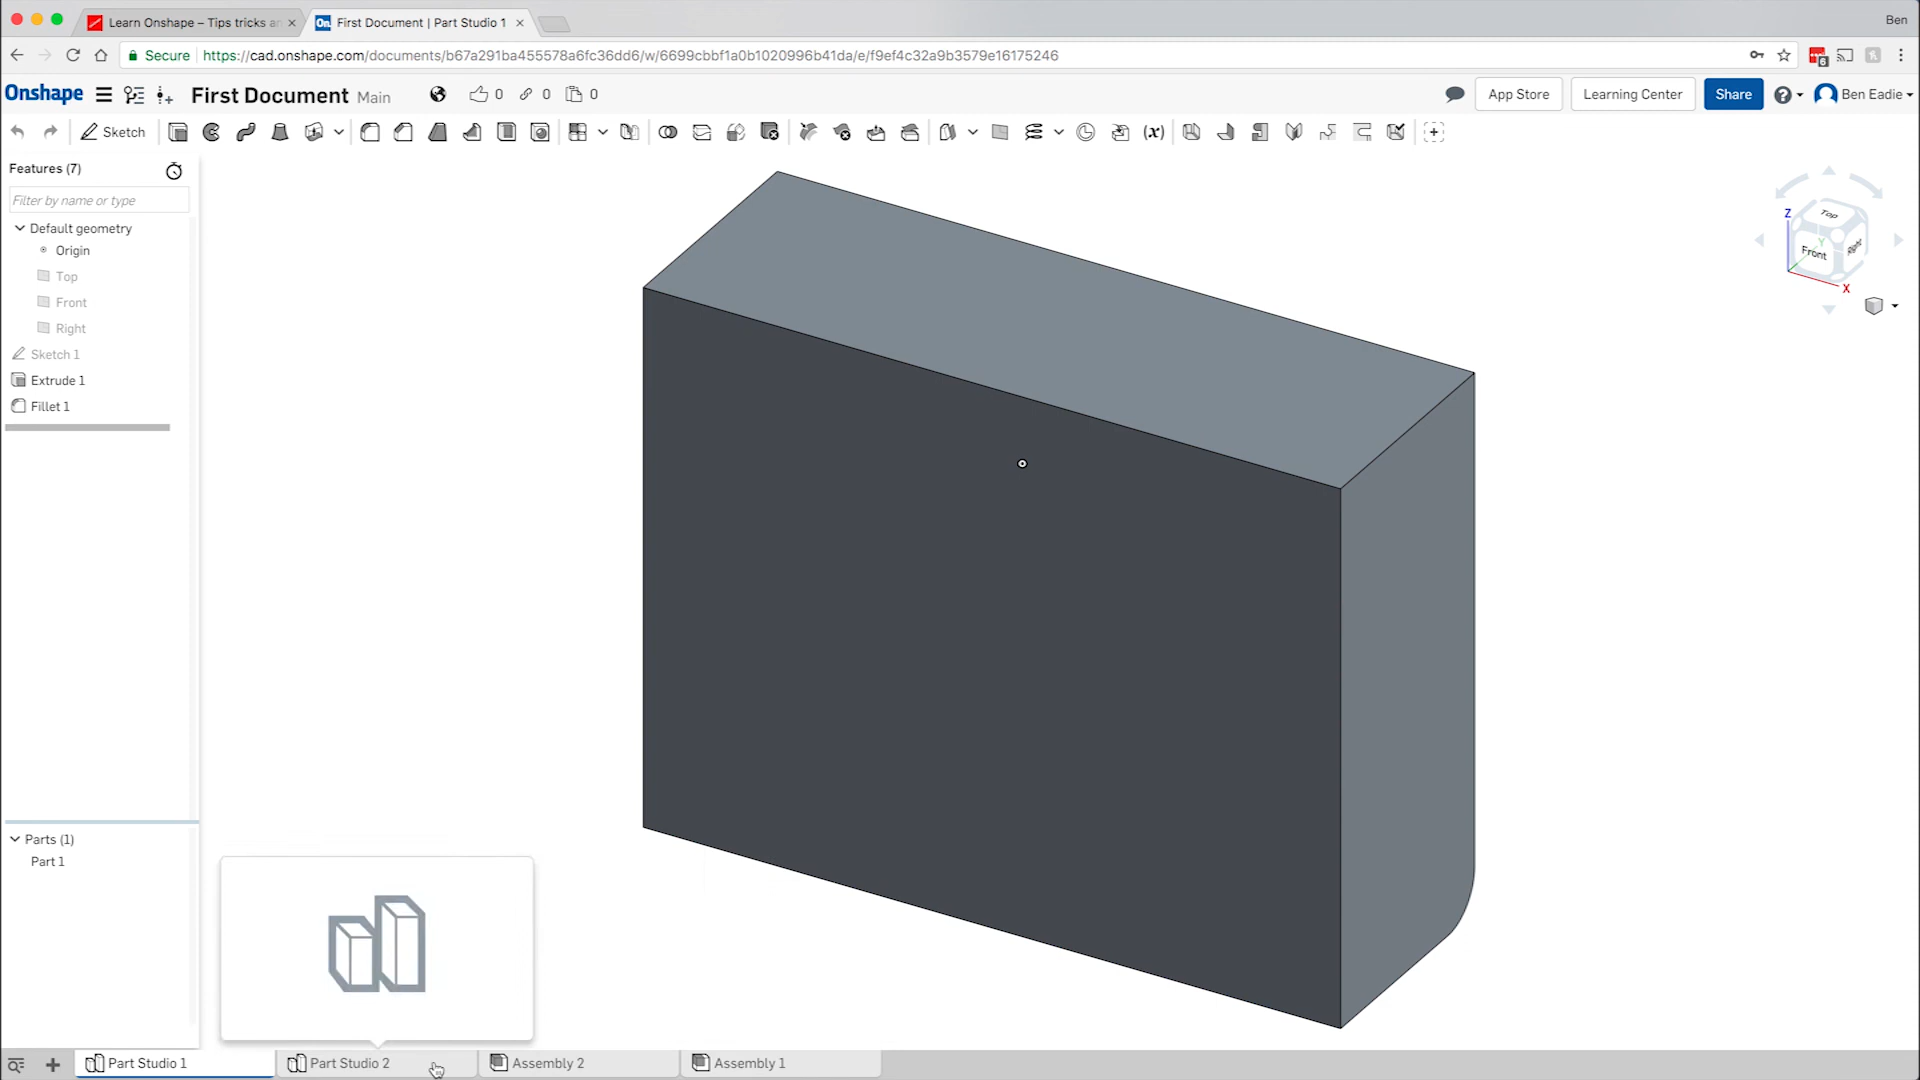 Learn Onshape – Tips tricks a
First Document | Part Studio 1
Ben
Secure
https://cad.onshape.com/documents/b67a291ba455578a6fc36dd6/w/6699cbbf1a0b1020996b41da/e/f9ef4c32a9b3579e16175246
6
Onshape
First Document Main
0
0
0
App Store
Learning Center
Share
Ben Eadie
Sketch
(x)
Features (7)
Filter by name or type
Default geometry
Origin
Top
Front
Right
Sketch 1
Extrude 1
Fillet 1
Z
Top
Y
Front
Right
X
Parts (1)
Part 1
Part Studio 1
Part Studio 2
Assembly 2
Assembly 1